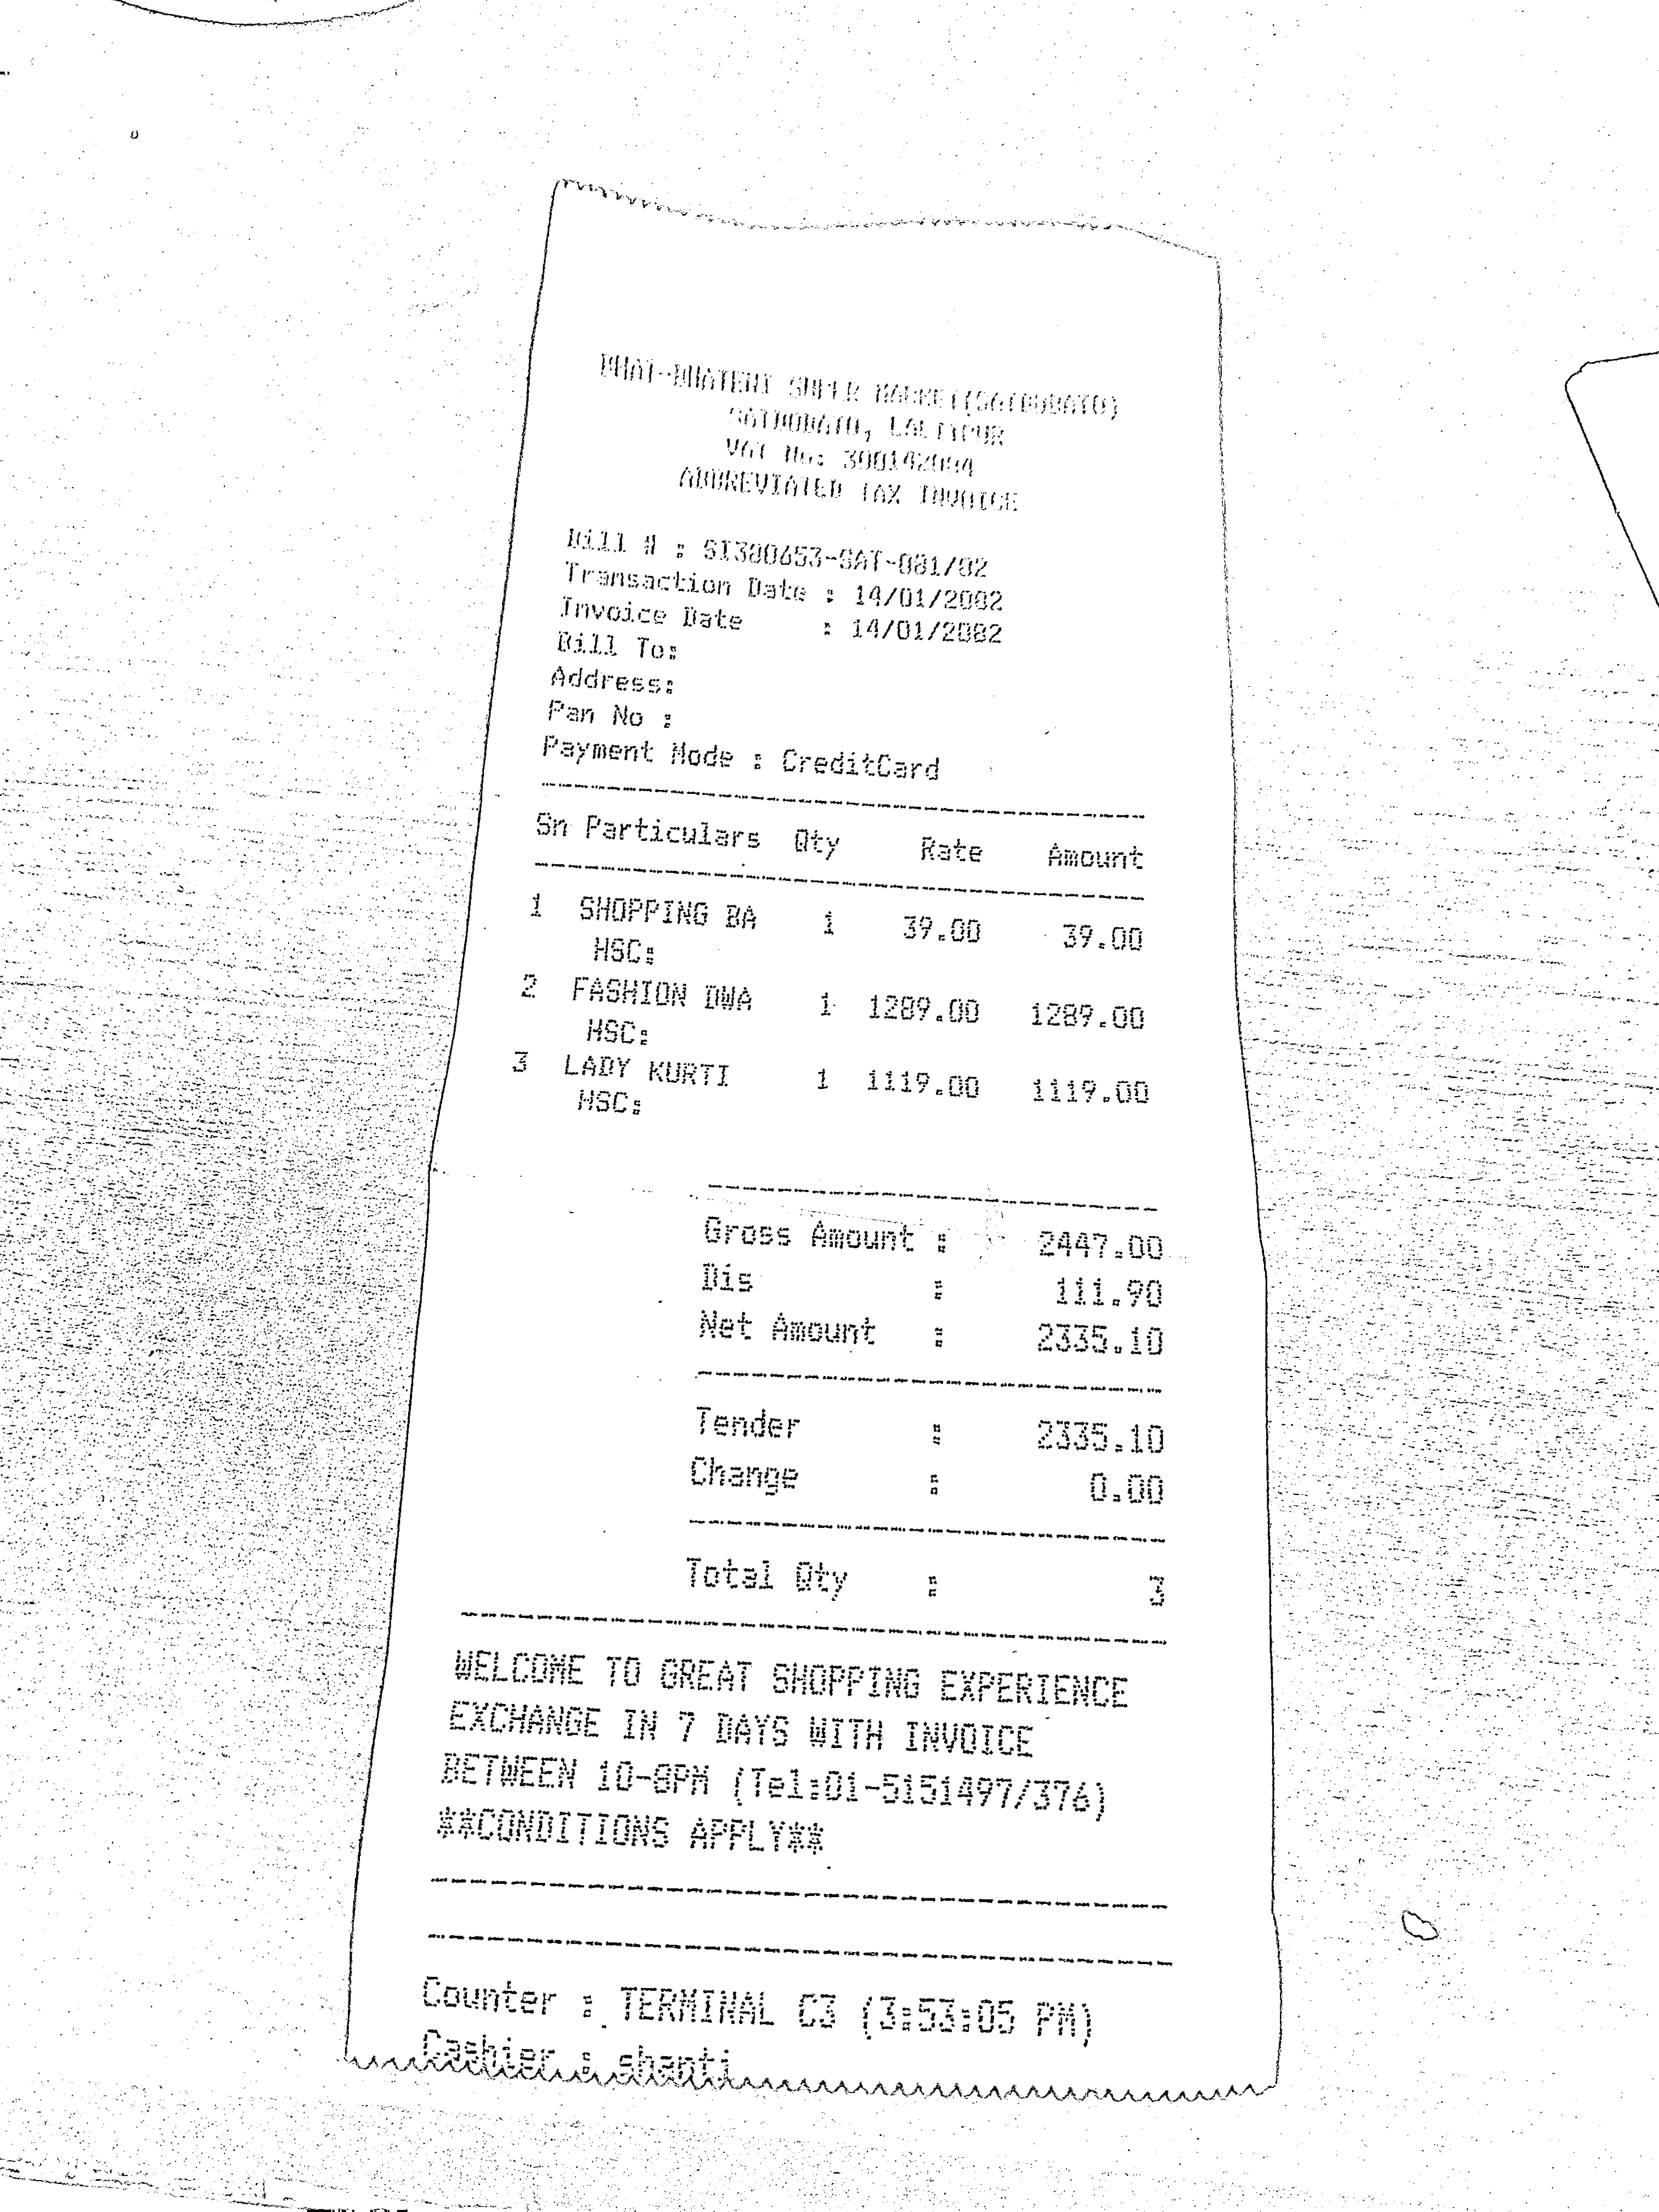 BHAT-BHATENI SUPER MARKET(SATDOBATO)
SATDOBATO, LALITPUR
VAT No:
ABBREVIATED TAX INVOICE
Bill # : SI380653-SAT-081/82
Transaction Date : 14/01/2082
Invoice Date : 14/01/2082
Bill To:
Address:
Pan No :
Payment Mode : CreditCard
Sn Particulars Qty Rate Amount
1 SHOPPING BA 1 39.00 39.00
HSC:
2 FASHION DWA 1 1289.00 1289.00
HSC:
3 LADY KURTI 1 1119.00 1119.00
HSC:
Gross Amount : 2447.00
Dis : 111.90
Net Amount : 2335.10
Tender : 2335.10
Change : 0.00
Total Qty : 3
WELCOME TO GREAT SHOPPING EXPERIENCE
EXCHANGE IN 7 DAYS WITH INVOICE
BETWEEN 10-8PM (Tel:01-5151497/376)
**CONDITIONS APPLY**
Counter : TERMINAL C3 (3:53:05 PM)
Cashier : shanti